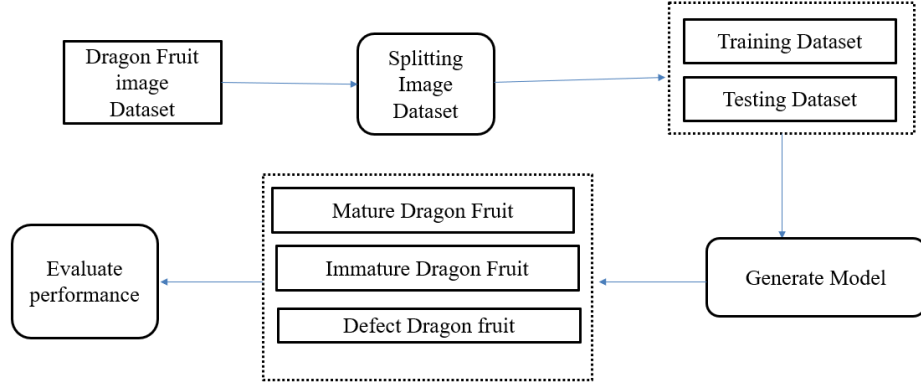 Dragon Fruit
image
Dataset
Splitting
Image
Dataset
Training Dataset
Testing Dataset
Mature Dragon Fruit
Immature Dragon Fruit
Defect Dragon fruit
Evaluate
performance
Generate Model